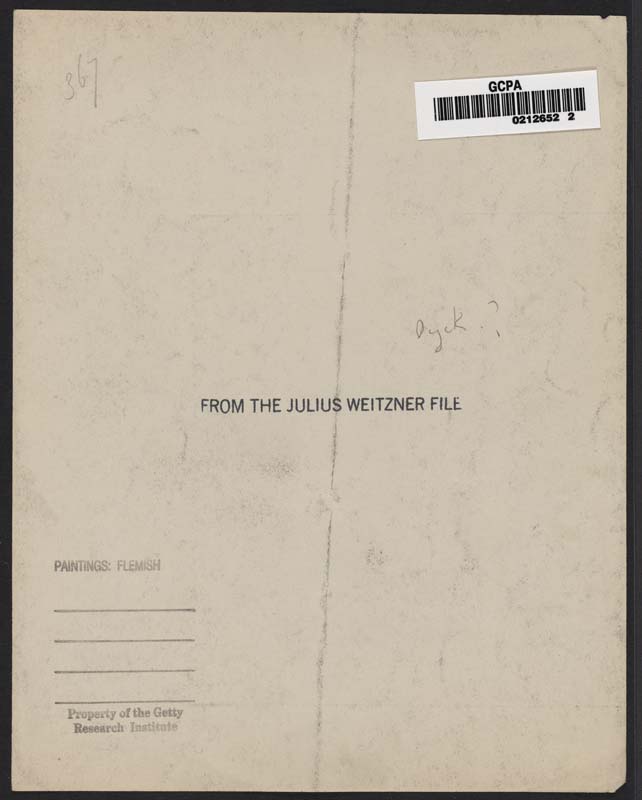 367
GCPA
0212652 2
Dyck . ?
FROM THE JULIUS WEITZNER FILE
PAINTINGS: FLEMISH
Property of the Getty
Research Institute